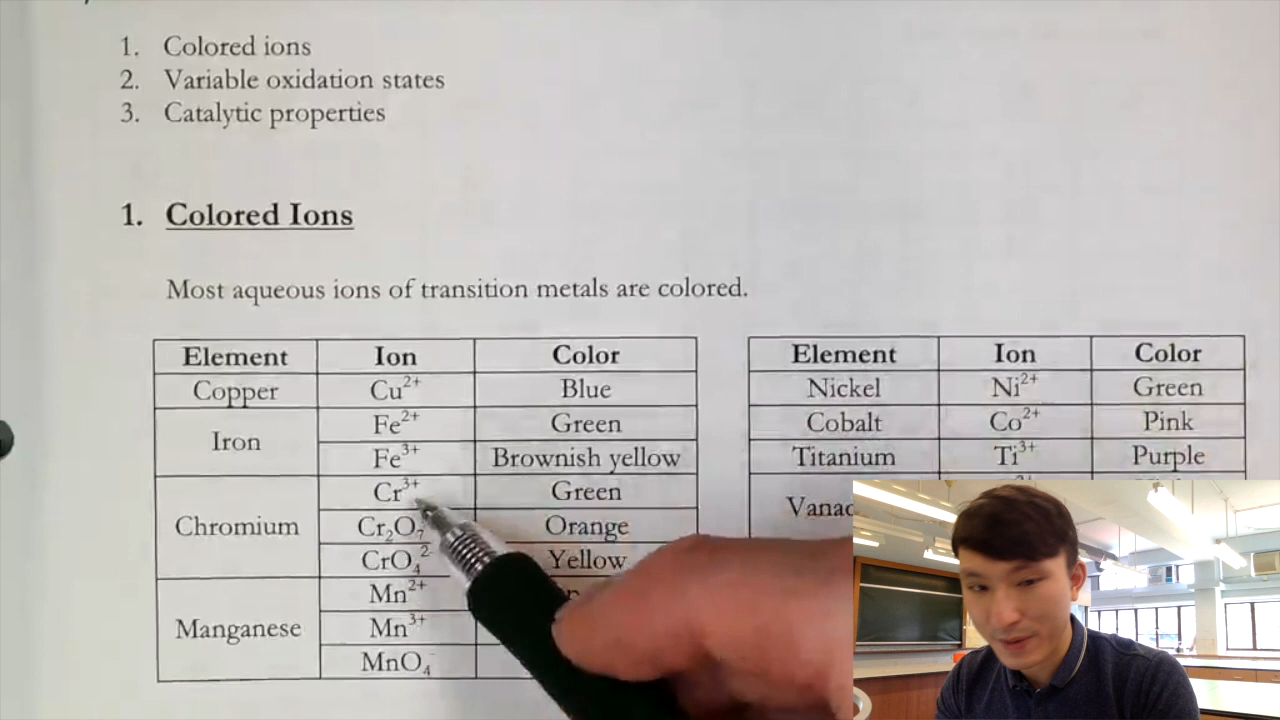 1. Colored ions
2. Variable oxidation states
3. Catalytic properties
1. Colored Ions
Most aqueous ions of transition metals are colored.
Element Ion Color
Copper Cu²⁺ Blue
Iron Fe²⁺ Green
Fe³⁺ Brownish yellow
Chromium Cr³⁺ Green
Cr₂O₇ Orange
CrO₄²⁻ Yellow
Manganese Mn²⁺
Mn³⁺
MnO₄⁻
Element Ion Color
Nickel Ni²⁺ Green
Cobalt Co²⁺ Pink
Titanium Ti³⁺ Purple